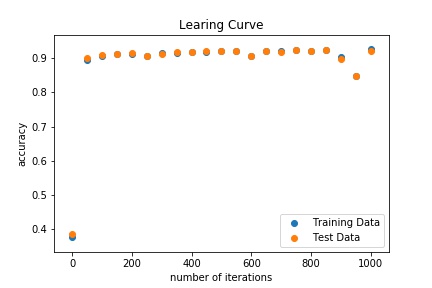 Learing Curve
accuracy
0.9
0.8
0.7
0.6
0.5
0.4
0
200
400
600
800
1000
number of iterations
Training Data
Test Data